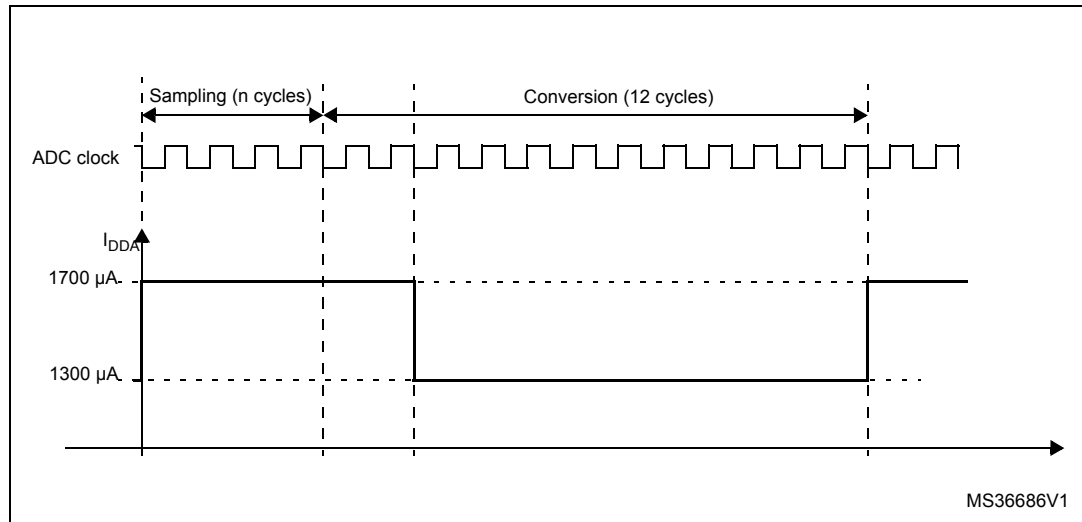 Sampling (n cycles)
Conversion (12 cycles)
ADC clock
IDDA
1700 µA
1300 µA
MS36686V1